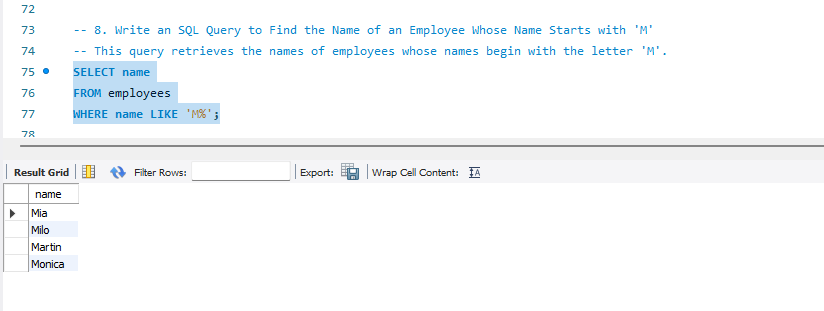 72
73 -- 8. Write an SQL Query to Find the Name of an Employee Whose Name Starts with 'M'
74 -- This query retrieves the names of employees whose names begin with the letter 'M'.
75 SELECT name
76 FROM employees
77 WHERE name LIKE 'M%';
78
Result Grid Filter Rows: Export: Wrap Cell Content: IA
name
Mia
Milo
Martin
Monica